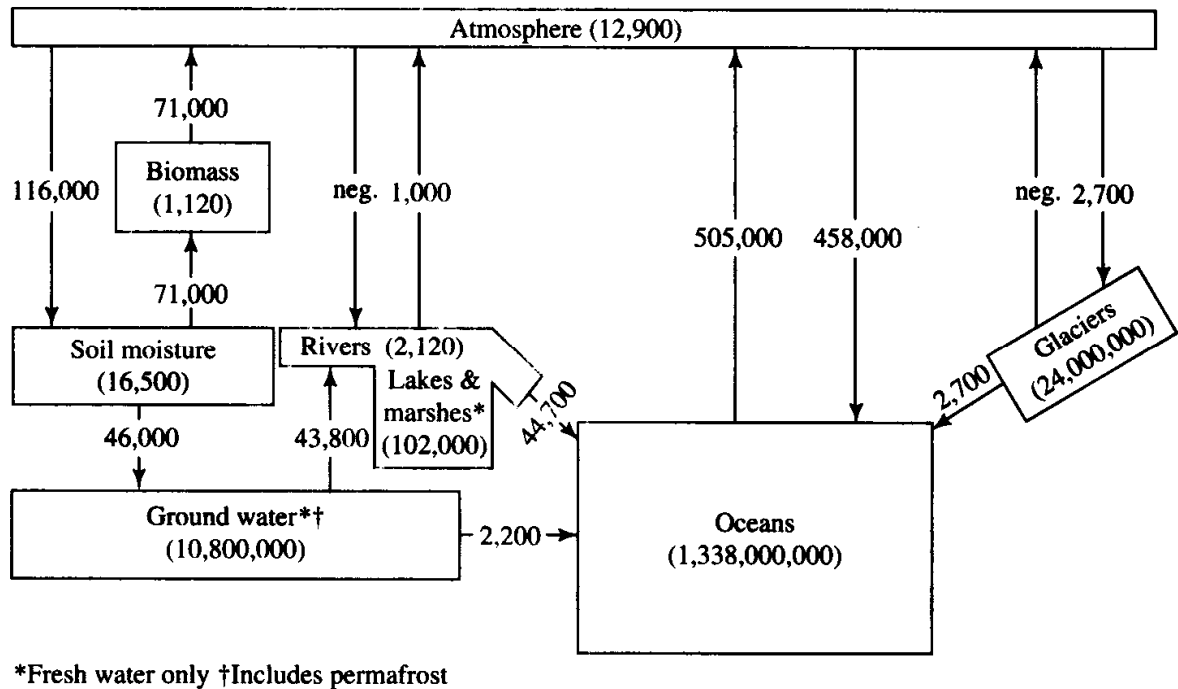 Atmosphere (12,900)
71,000
Biomass
(1,120)
116,000
neg.
1,000
505,000
458,000
neg.
2,700
71,000
Soil moisture
(16,500)
Rivers (2,120)
Lakes &
marshes*
(102,000)
44,700
Glaciers
(24,000,000)
2,700
46,000
43,800
Ground water*†
(10,800,000)
2,200
Oceans
(1,338,000,000)
*Fresh water only †Includes permafrost